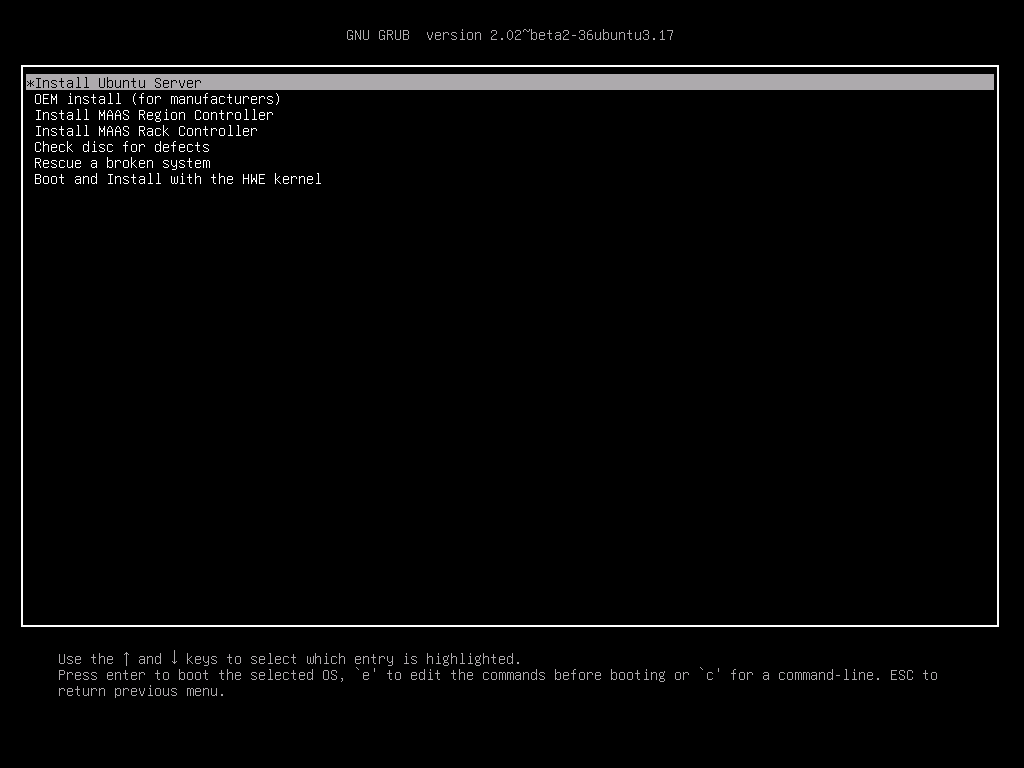 GNU GRUB  version 2.02~beta2-36ubuntu3.17
*Install Ubuntu Server
OEM install (for manufacturers)
Install MAAS Region Controller
Install MAAS Rack Controller
Check disc for defects
Rescue a broken system
Boot and Install with the HWE kernel
Use the ↑ and ↓ keys to select which entry is highlighted.
Press enter to boot the selected OS, `e' to edit the commands before booting or `c' for a command-line. ESC to
return previous menu.